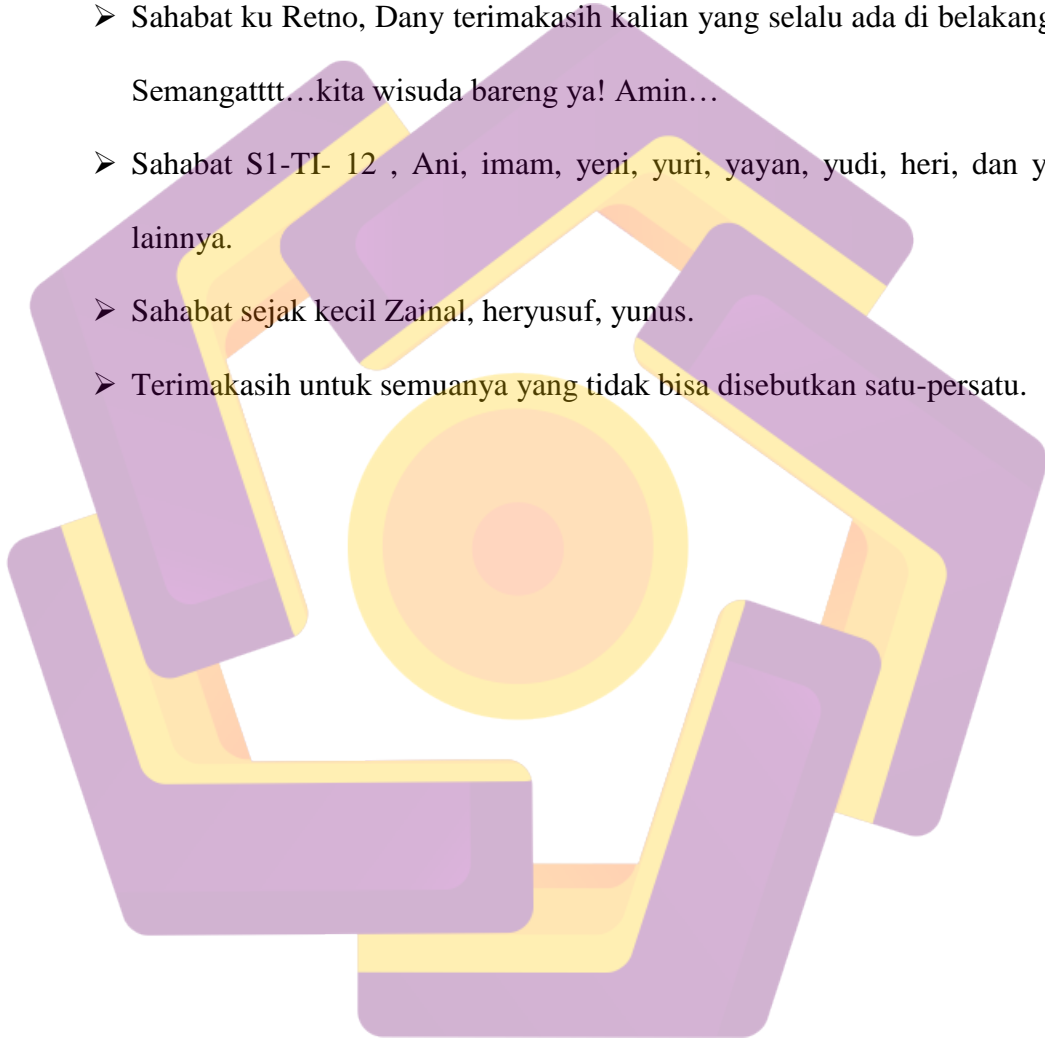 ➢ Sahabat ku Retno, Dany terimakasih kalian yang selalu ada di belakang
Semangatttt…kita wisuda bareng ya! Amin…
➢ Sahabat S1-TI- 12 , Ani, imam, yeni, yuri, yayan, yudi, heri, dan
lainnya.
➢ Sahabat sejak kecil Zainal, heryusuf, yunus.
➢ Terimakasih untuk semuanya yang tidak bisa disebutkan satu-persatu.